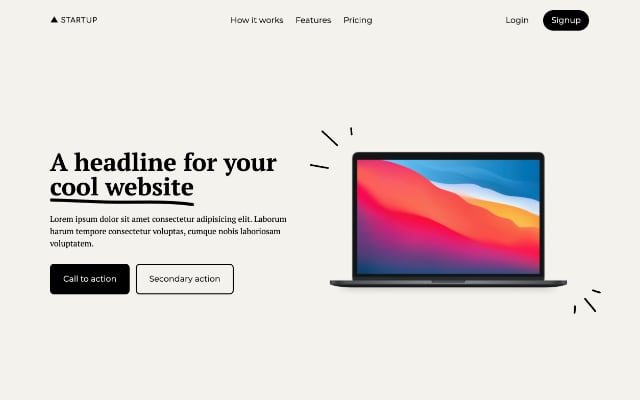 STARTUP
How it works
Features
Pricing
Login
Signup
A headline for your
cool website
Lorem ipsum dolor sit amet consectetur adipisicing elit. Laborum
harum tempore consectetur voluptas, cumque nobis laboriosam
voluptatem.
Call to action
Secondary action